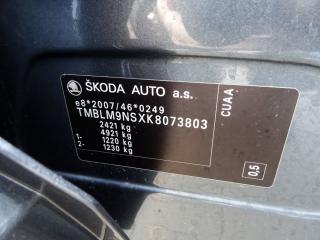 ŠKODA AUTO a.s.
e8*2007/46*0249
TMBLM9NSXK8073803
2421 kg
1- 4921 kg
2- 1220 kg
1230 kg
CUAA
0,5